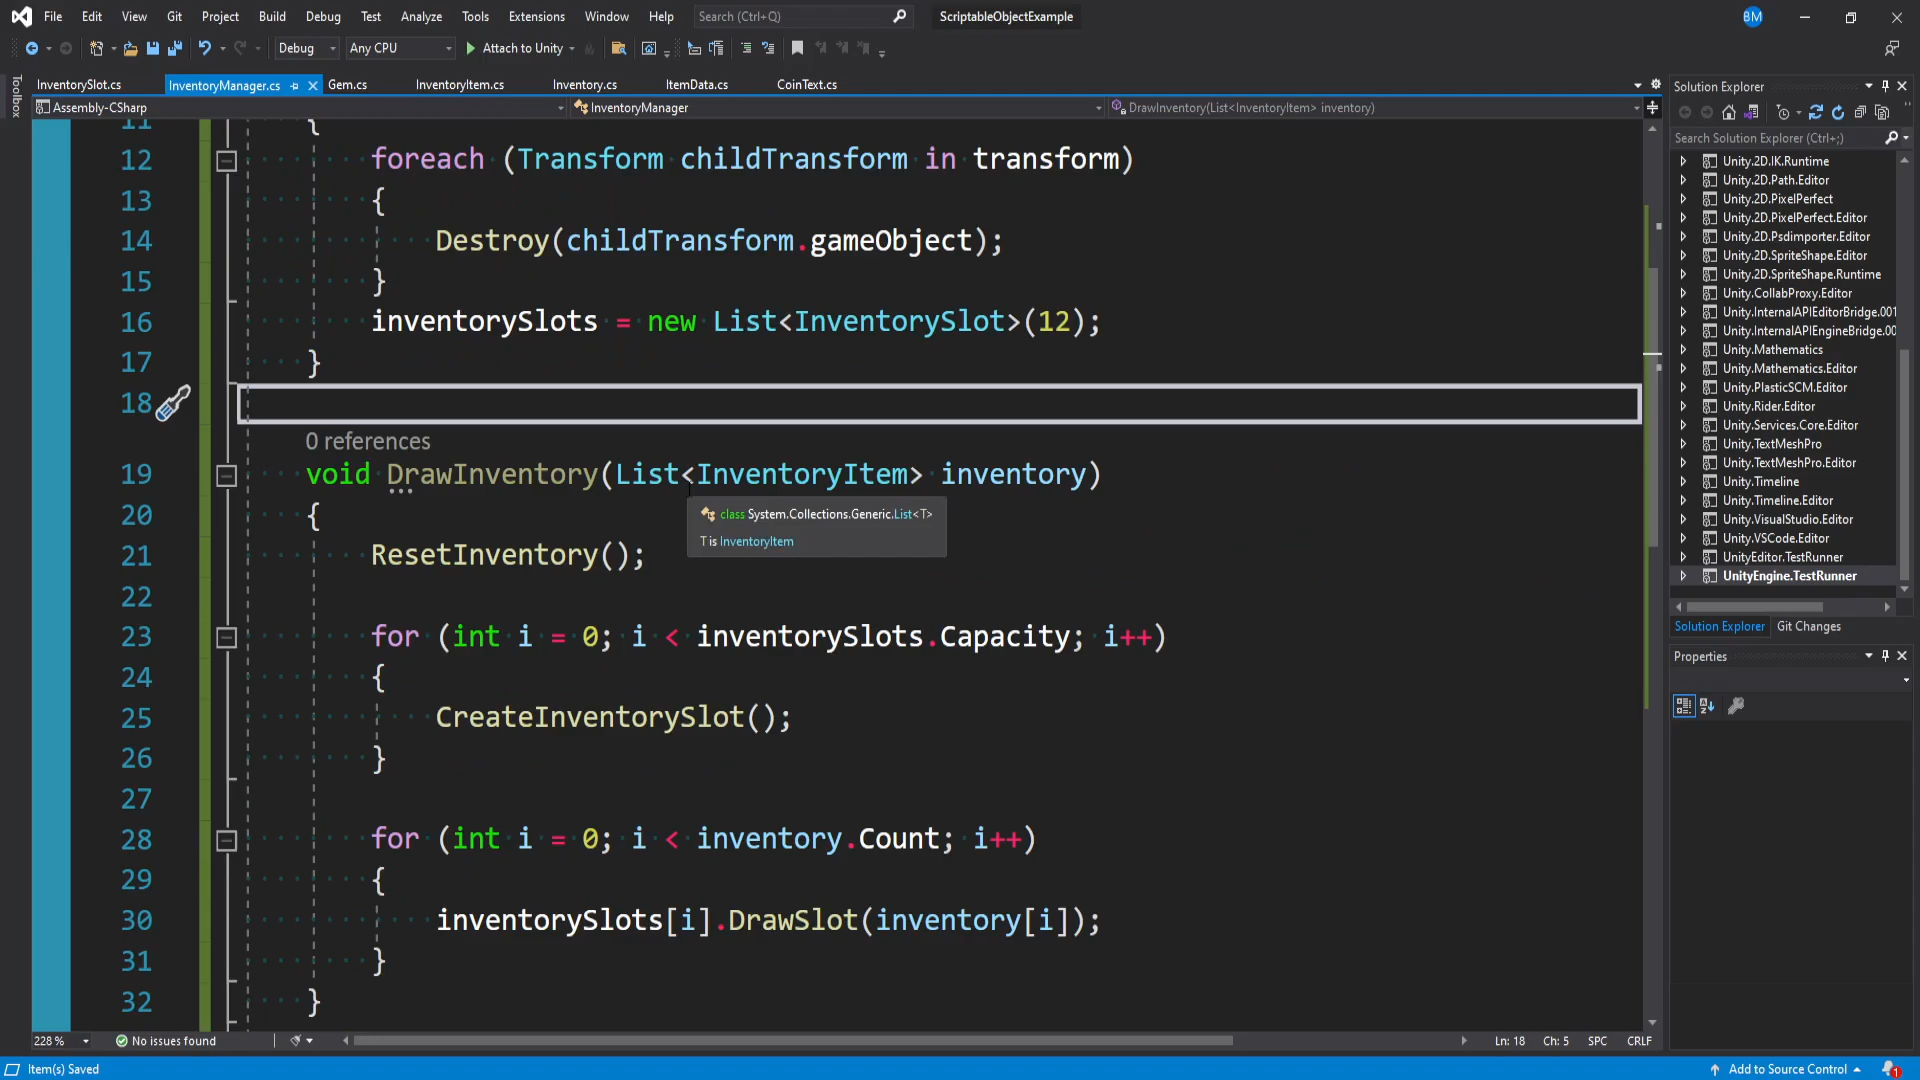 File Edit View Git Project Build Debug Test Analyze Tools Extensions Window Help Search (Ctrl+Q) ScriptableObjectExample BM
Debug Any CPU Attach to Unity
Toolbox
InventorySlot.cs InventoryManager.cs Gem.cs InventoryItem.cs Inventory.cs ItemData.cs CoinText.cs
Assembly-CSharp InventoryManager DrawInventory(List<InventoryItem> inventory)
11 {
12 foreach (Transform childTransform in transform)
13 {
14 Destroy(childTransform.gameObject);
15 }
16 inventorySlots = new List<InventorySlot>(12);
17 }
18
0 references
19 void DrawInventory(List<InventoryItem> inventory)
20 {
class System.Collections.Generic.List<T>
T is InventoryItem
21 ResetInventory();
22
23 for (int i = 0; i < inventorySlots.Capacity; i++)
24 {
25 CreateInventorySlot();
26 }
27
28 for (int i = 0; i < inventory.Count; i++)
29 {
30 inventorySlots[i].DrawSlot(inventory[i]);
31 }
32 }
228 % No issues found Ln: 18 Ch: 5 SPC CRLF
Solution Explorer
Search Solution Explorer (Ctrl+;)
Unity.2D.IK.Runtime
Unity.2D.Path.Editor
Unity.2D.PixelPerfect
Unity.2D.PixelPerfect.Editor
Unity.2D.Psdimporter.Editor
Unity.2D.SpriteShape.Editor
Unity.2D.SpriteShape.Runtime
Unity.CollabProxy.Editor
Unity.InternalAPIEditorBridge.001
Unity.InternalAPIEngineBridge.00
Unity.Mathematics
Unity.Mathematics.Editor
Unity.PlasticSCM.Editor
Unity.Rider.Editor
Unity.Services.Core.Editor
Unity.TextMeshPro
Unity.TextMeshPro.Editor
Unity.Timeline
Unity.Timeline.Editor
Unity.VisualStudio.Editor
Unity.VSCode.Editor
UnityEditor.TestRunner
UnityEngine.TestRunner
Solution Explorer Git Changes
Properties
Item(s) Saved Add to Source Control 1